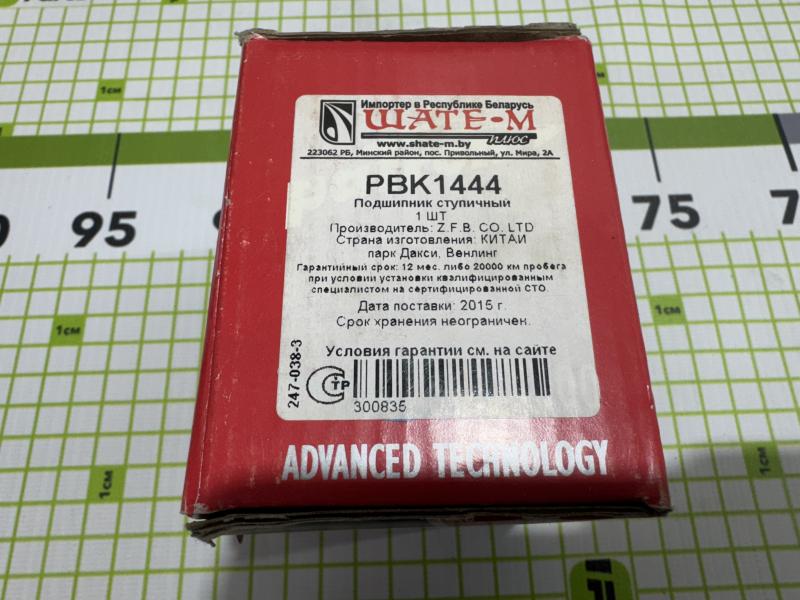 Импортер в Республике Беларусь
ШАТЕ-М
плюс
www.shate-m.by
223062 РБ, Минский район, пос. Привольный, ул. Мира, 2А
PBK1444
Подшипник ступичный
1 ШТ
Производитель: Z.F.B. CO. LTD
Страна изготовления: КИТАЙ
парк Дакси, Венлинг
Гарантийный срок: 12 мес. либо 20000 км пробега
при условии установки квалифицированным
специалистом на сертифицированной СТО.
Дата поставки: 2015 г.
Срок хранения неограничен.
Условия гарантии см. на сайте
247-038-3
СТР
300835
ADVANCED TECHNOLOGY
95
75
7
1см
1см
1см
1см
1см
1см